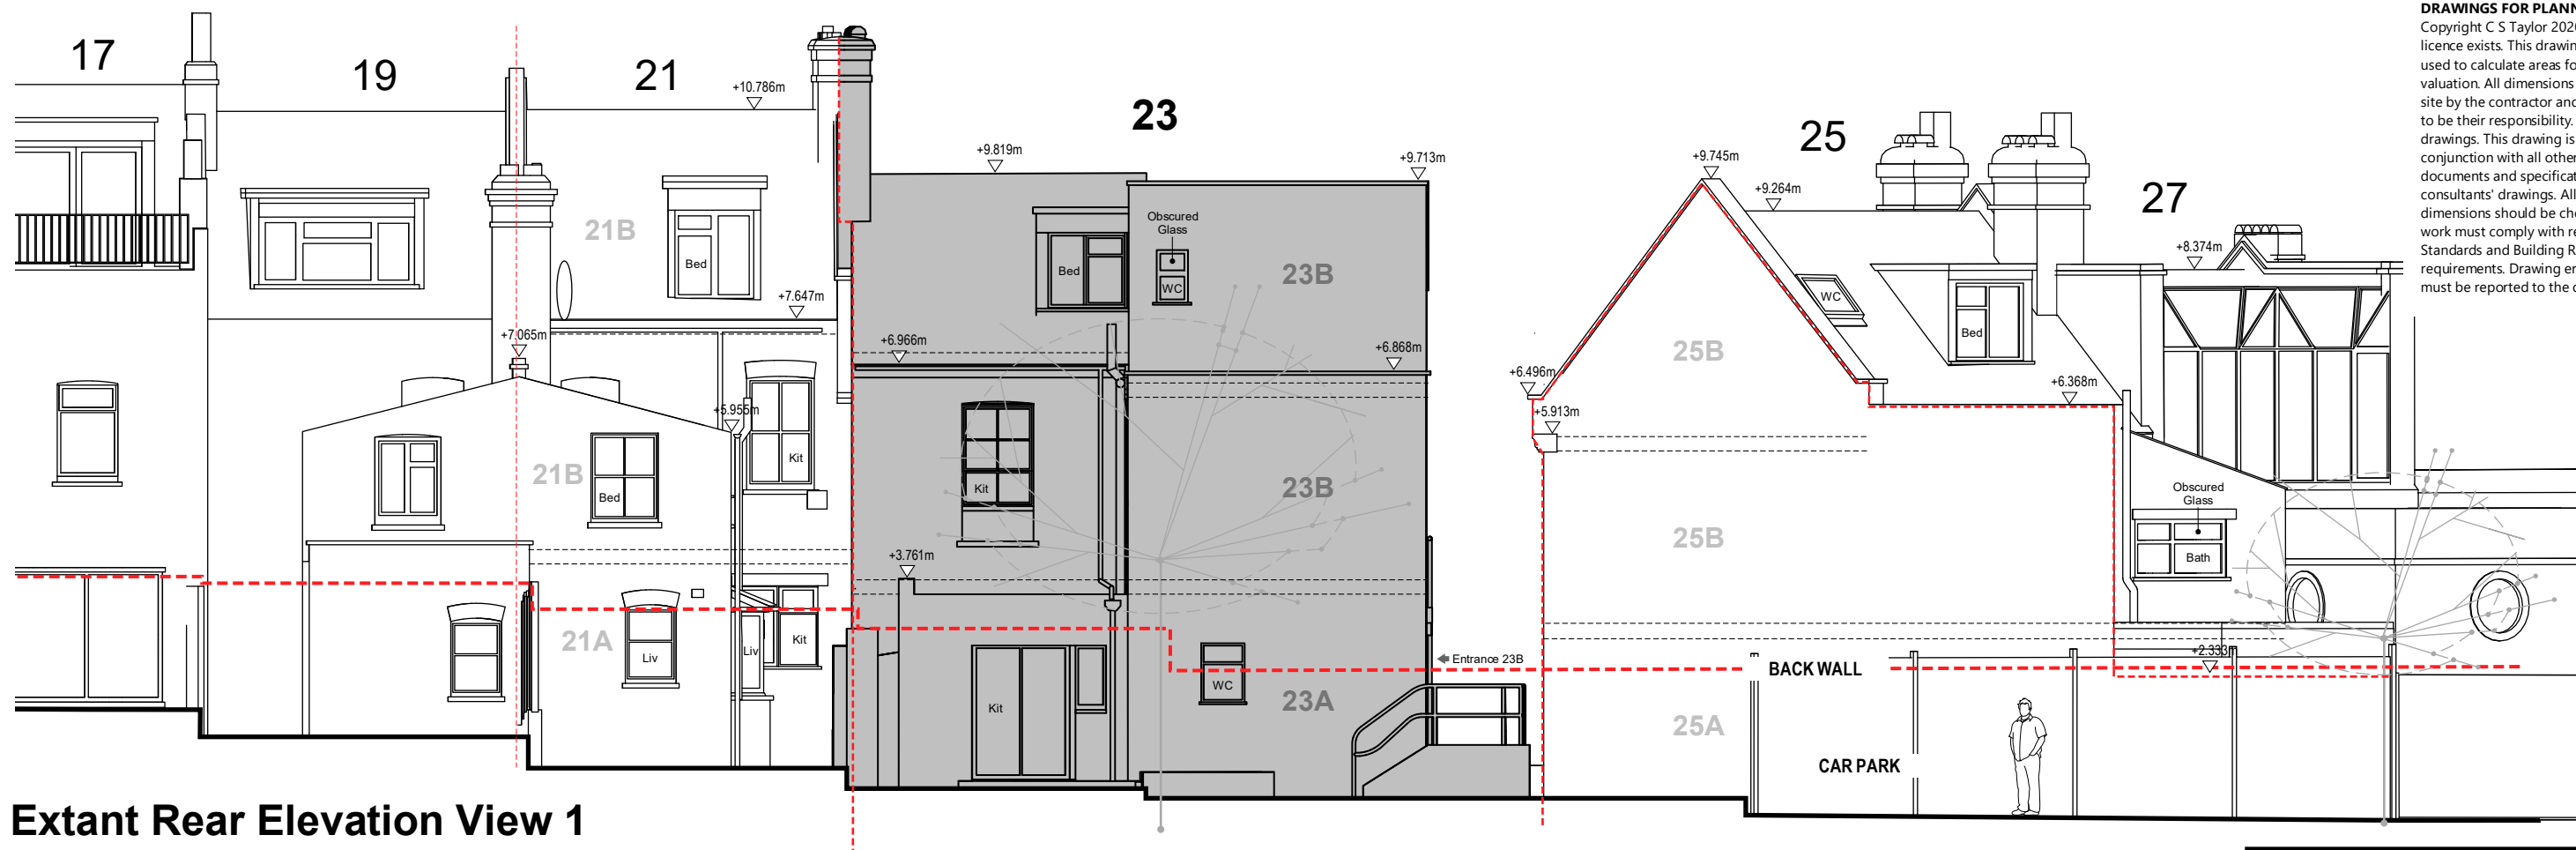 17
19
21
23
25
27
+10.786m
+9.819m
+9.713m
+9.745m
+9.264m
+8.374m
21B
Bed
+7.647m
+7.065m
Obscured
Glass
Bed
WC
23B
WC
Bed
+6.966m
+6.868m
+6.496m
+5.913m
+6.368m
25B
+5.955m
21B
Bed
Kit
Kit
23B
25B
Obscured
Glass
Bath
+3.761m
21A
Liv
Liv
Kit
Entrance 23B
WC
Kit
23A
25A
BACK WALL
CAR PARK
+2.333m
Extant Rear Elevation View 1
DRAWINGS FOR PLANN
Copyright C S Taylor 202
licence exists. This drawin
used to calculate areas fo
valuation. All dimensions
site by the contractor and
to be their responsibility.
drawings. This drawing is
conjunction with all other
documents and specificat
consultants' drawings. All
dimensions should be che
work must comply with re
Standards and Building R
requirements. Drawing er
must be reported to the